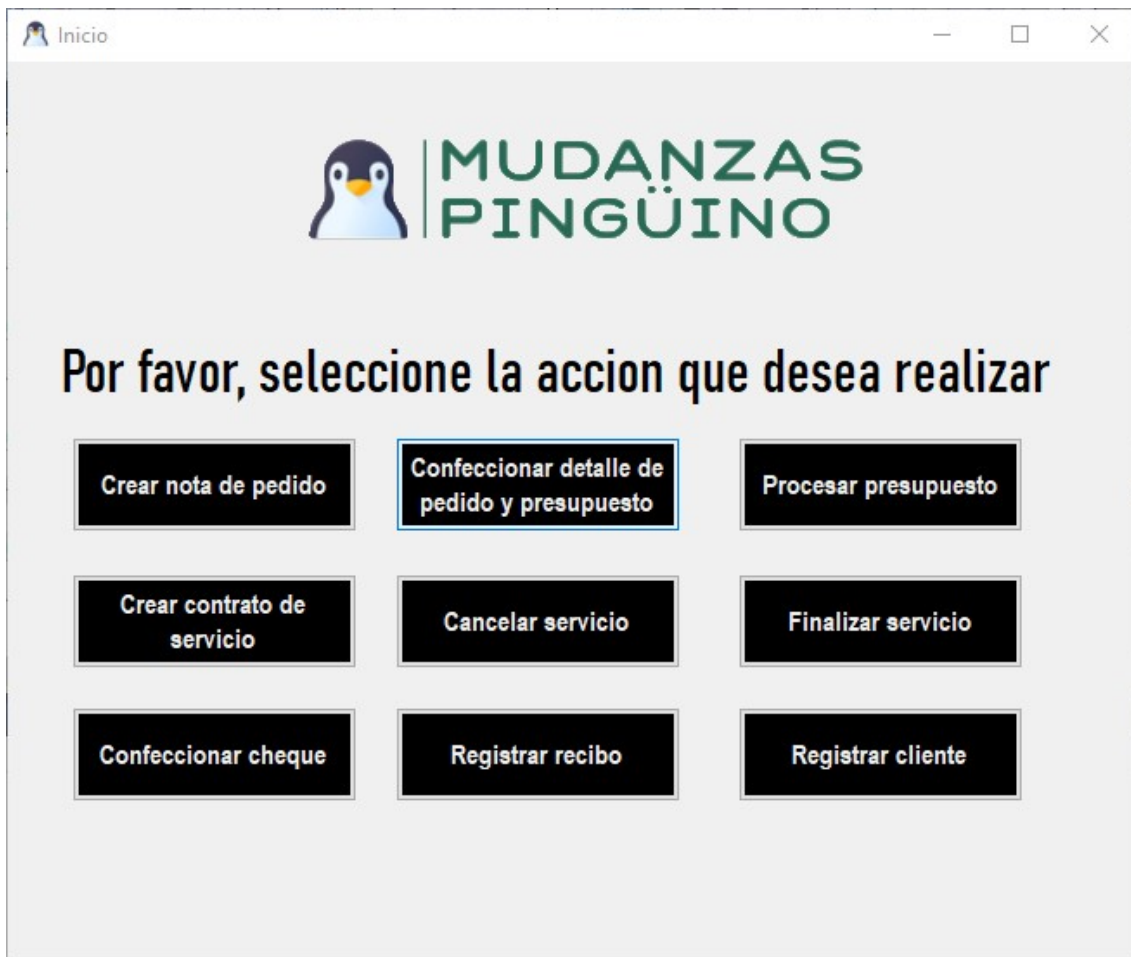 Inicio
MUDANZAS
PINGÜINO
Por favor, seleccione la accion que desea realizar
Crear nota de pedido
Confeccionar detalle de
pedido y presupuesto
Procesar presupuesto
Crear contrato de
servicio
Cancelar servicio
Finalizar servicio
Confeccionar cheque
Registrar recibo
Registrar cliente